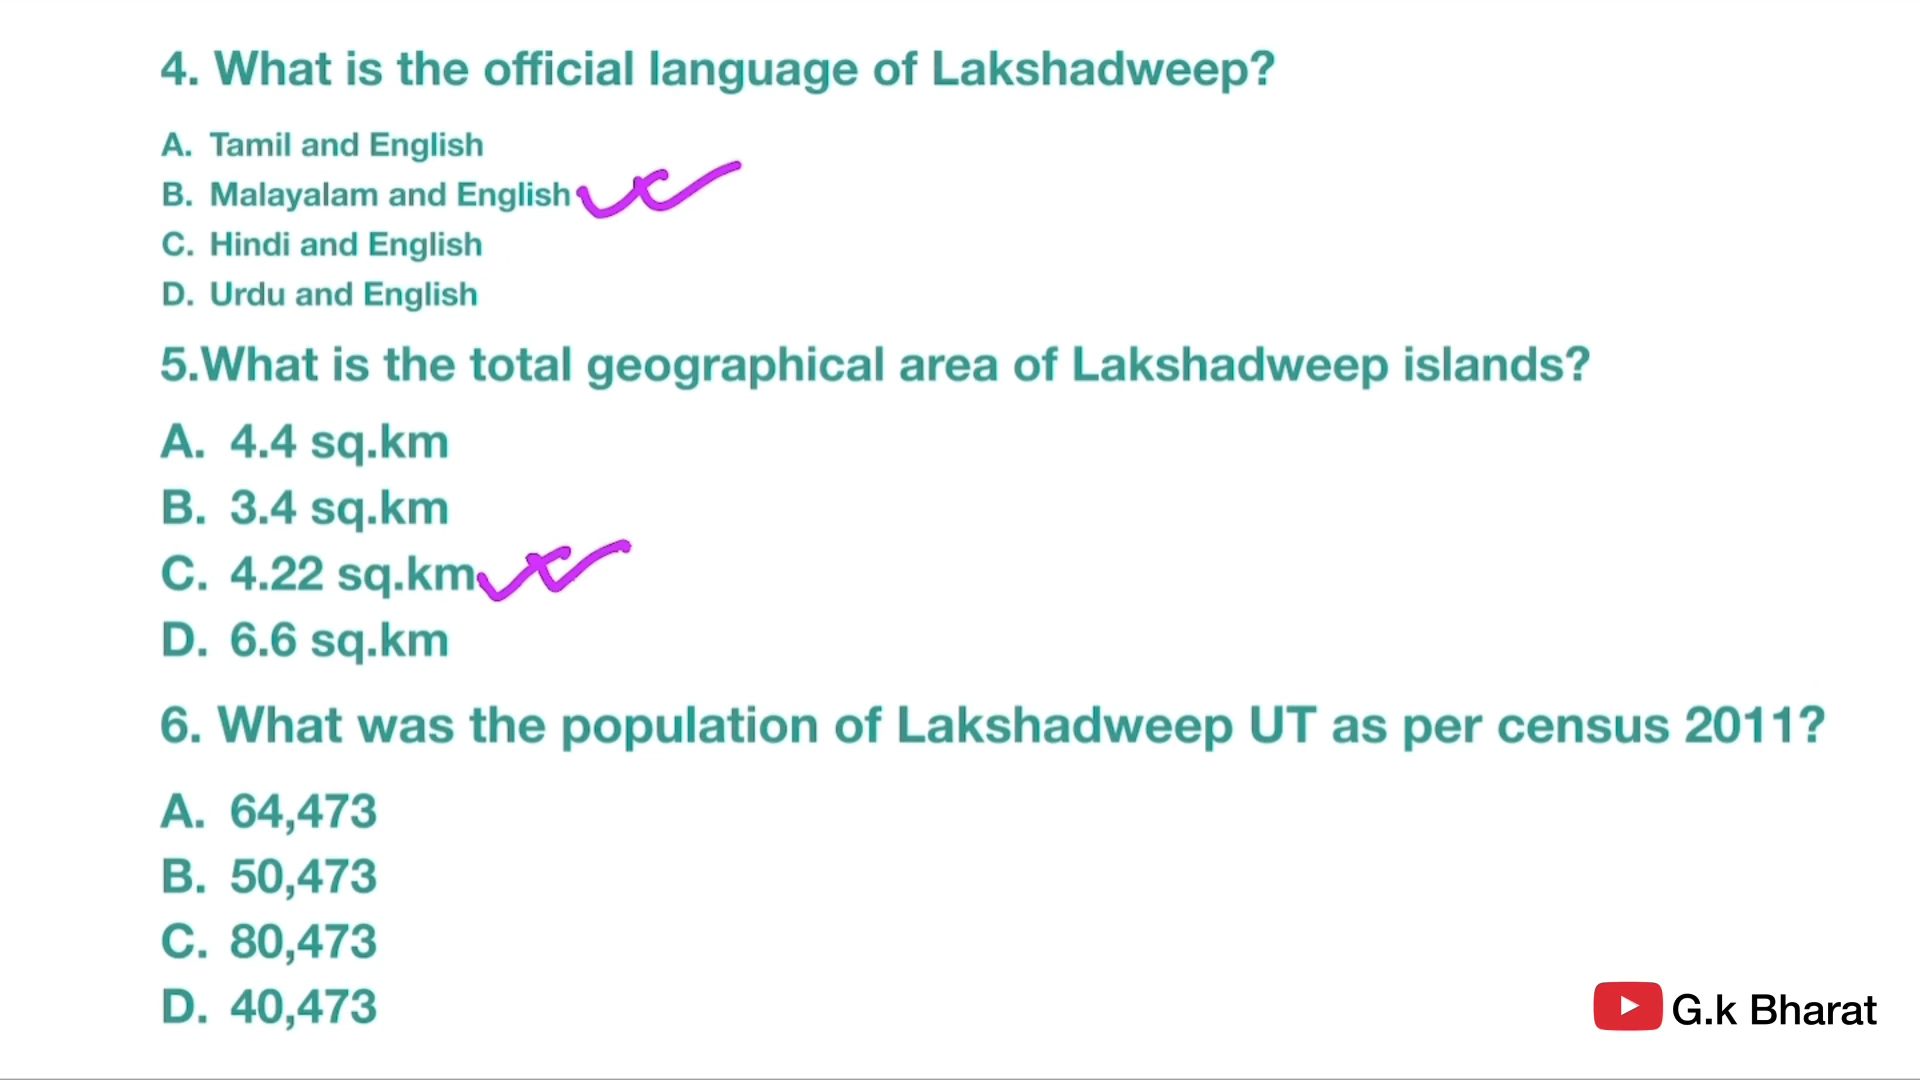 4. What is the official language of Lakshadweep?
A. Tamil and English
B. Malayalam and English
C. Hindi and English
D. Urdu and English
5.What is the total geographical area of Lakshadweep islands?
A. 4.4 sq.km
B. 3.4 sq.km
C. 4.22 sq.km
D. 6.6 sq.km
6. What was the population of Lakshadweep UT as per census 2011?
A. 64,473
B. 50,473
C. 80,473
D. 40,473
G.k Bharat